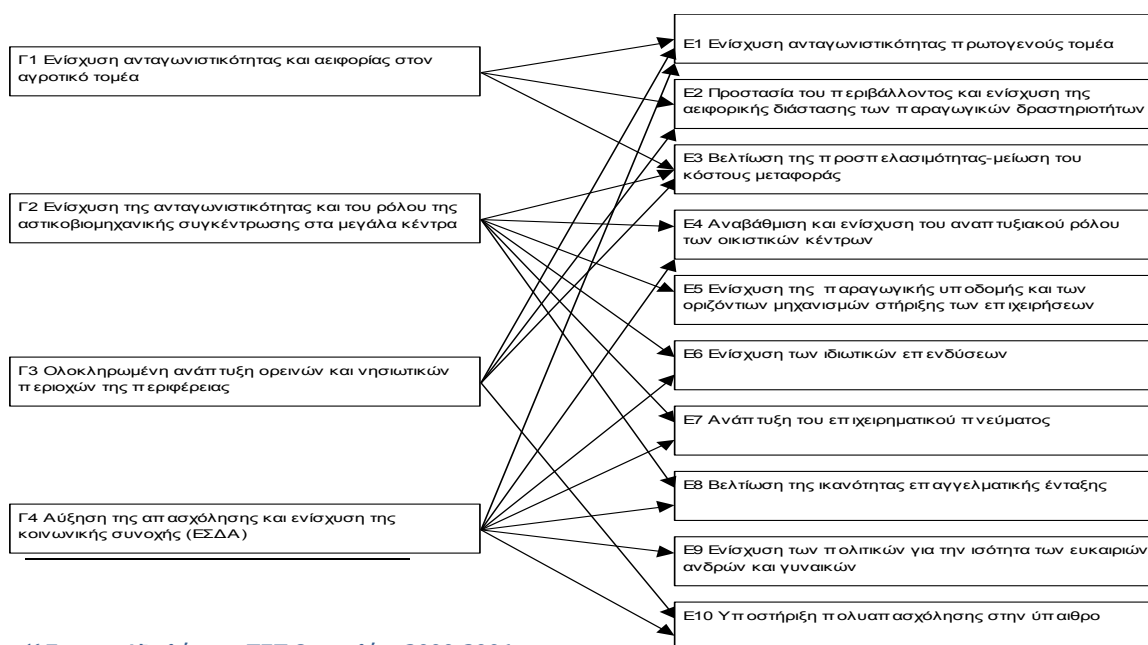 Γ1 Ενίσχυση ανταγωνιστικότητας και αειφορίας στον
αγροτικό τομέα
Γ2 Ενίσχυση της ανταγωνιστικότητας και του ρόλου της
αστικοβιομηχανικής συγκέντρωσης στα μεγάλα κέντρα
Γ3 Ολοκληρωμένη ανάπτυξη ορεινών και νησιωτικών
περιοχών της περιφέρειας
Γ4 Αύξηση της απασχόλησης και ενίσχυση της
κοινωνικής συνοχής (ΕΣΔΑ)
Ε1 Ενίσχυση ανταγωνιστικότητας πρωτογενούς τομέα
Ε2 Προστασία του περιβάλλοντος και ενίσχυση της
αειφορικής διάστασης των παραγωγικών δραστηριοτήτων
Ε3 Βελτίωση της προσπελασιμότητας-μείωση του
κόστους μεταφοράς
Ε4 Αναβάθμιση και ενίσχυση του αναπτυξιακού ρόλου
των οικιστικών κέντρων
Ε5 Ενίσχυση της παραγωγικής υποδομής και των
οριζόντιων μηχανισμών στήριξης των επιχειρήσεων
Ε6 Ενίσχυση των ιδιωτικών επενδύσεων
Ε7 Ανάπτυξη του επιχειρηματικού πνεύματος
Ε8 Βελτίωση της ικανότητας επαγγελματικής ένταξης
Ε9 Ενίσχυση των πολιτικών για την ισότητα των ευκαιριών
ανδρών και γυναικών
Ε10 Υποστήριξη πολυαπασχόλησης στην ύπαιθρο